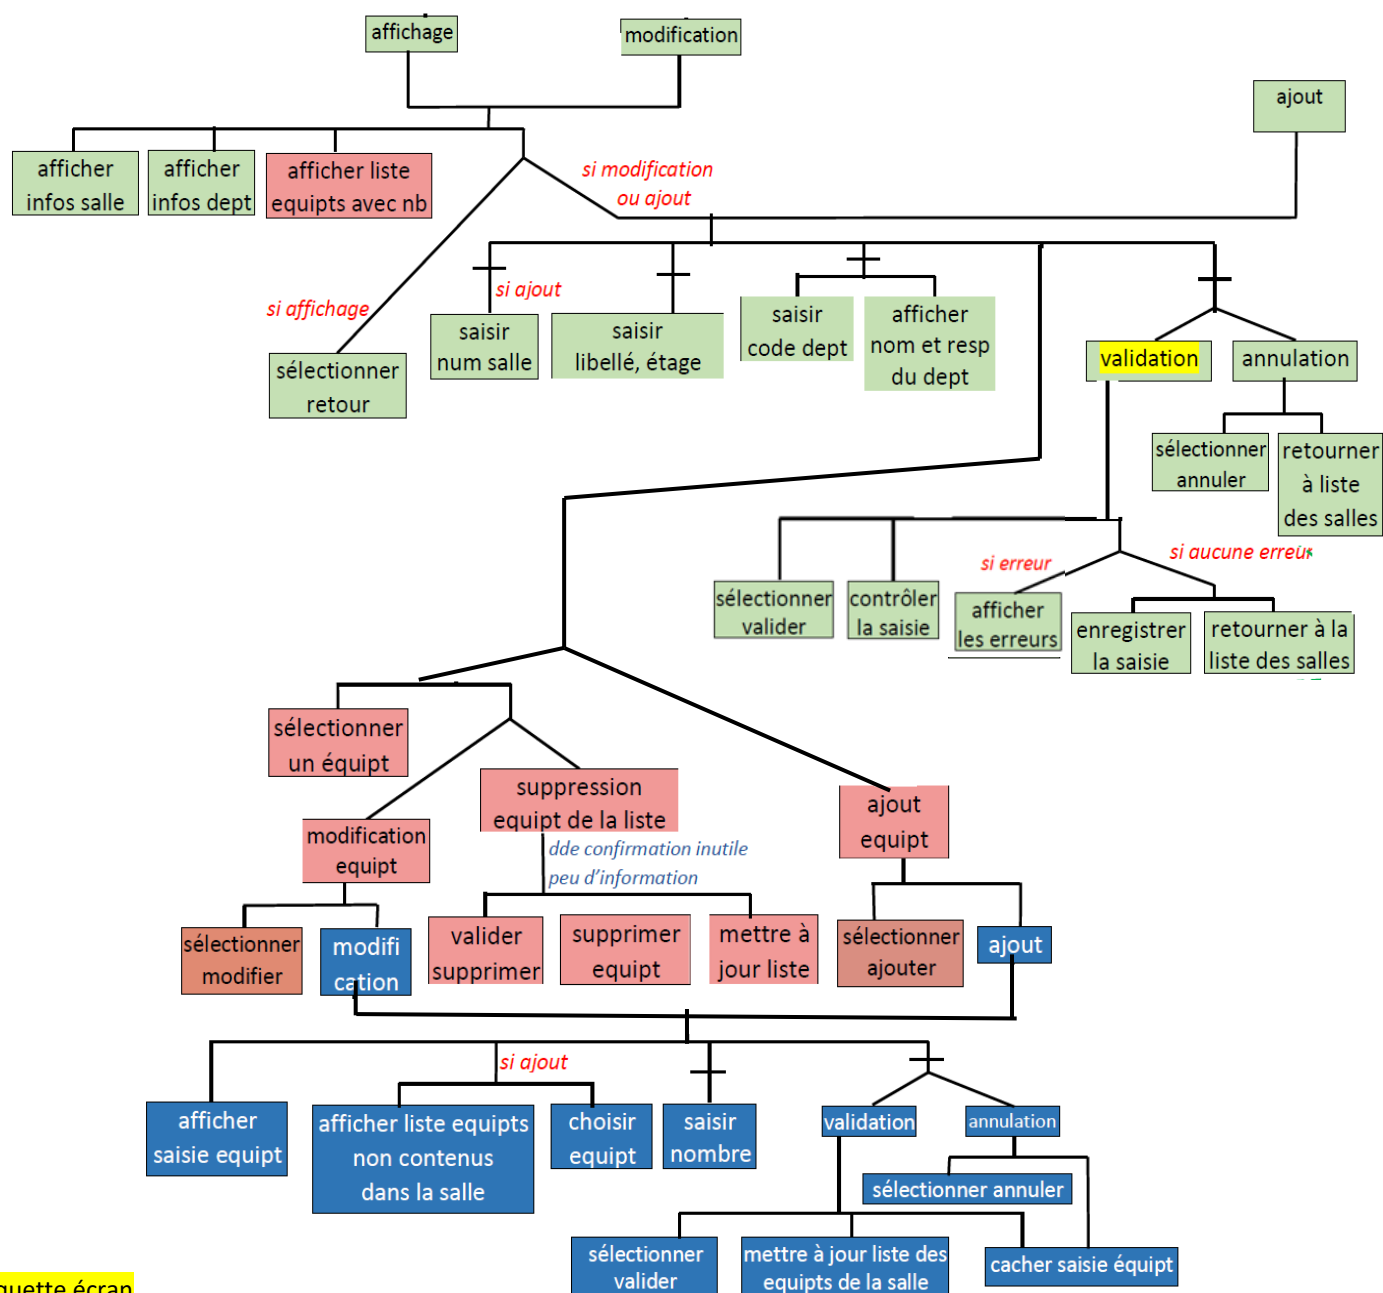 affichage
modification
ajout
afficher
infos salle
afficher
infos dept
afficher liste
equipts avec nb
si modification
ou ajout
si affichage
sélectionner
retour
si ajout
saisir
num salle
saisir
libellé, étage
saisir
code dept
afficher
nom et resp
du dept
validation
annulation
sélectionner
annuler
retourner
à liste
des salles
si erreur
si aucune erreur
sélectionner
valider
contrôler
la saisie
afficher
les erreurs
enregistrer
la saisie
retourner à la
liste des salles
sélectionner
un équipt
suppression
equipt de la liste
ajout
equipt
modification
equipt
dde confirmation inutile
peu d'information
sélectionner
modifier
modifi
cation
valider
supprimer
supprimer
equipt
mettre à
jour liste
sélectionner
ajouter
ajout
si ajout
afficher
saisie equipt
afficher liste equipts
non contenus
dans la salle
choisir
equipt
saisir
nombre
validation
annulation
sélectionner annuler
sélectionner
valider
mettre à jour liste des
equipts de la salle
cacher saisie équipt
quette écran